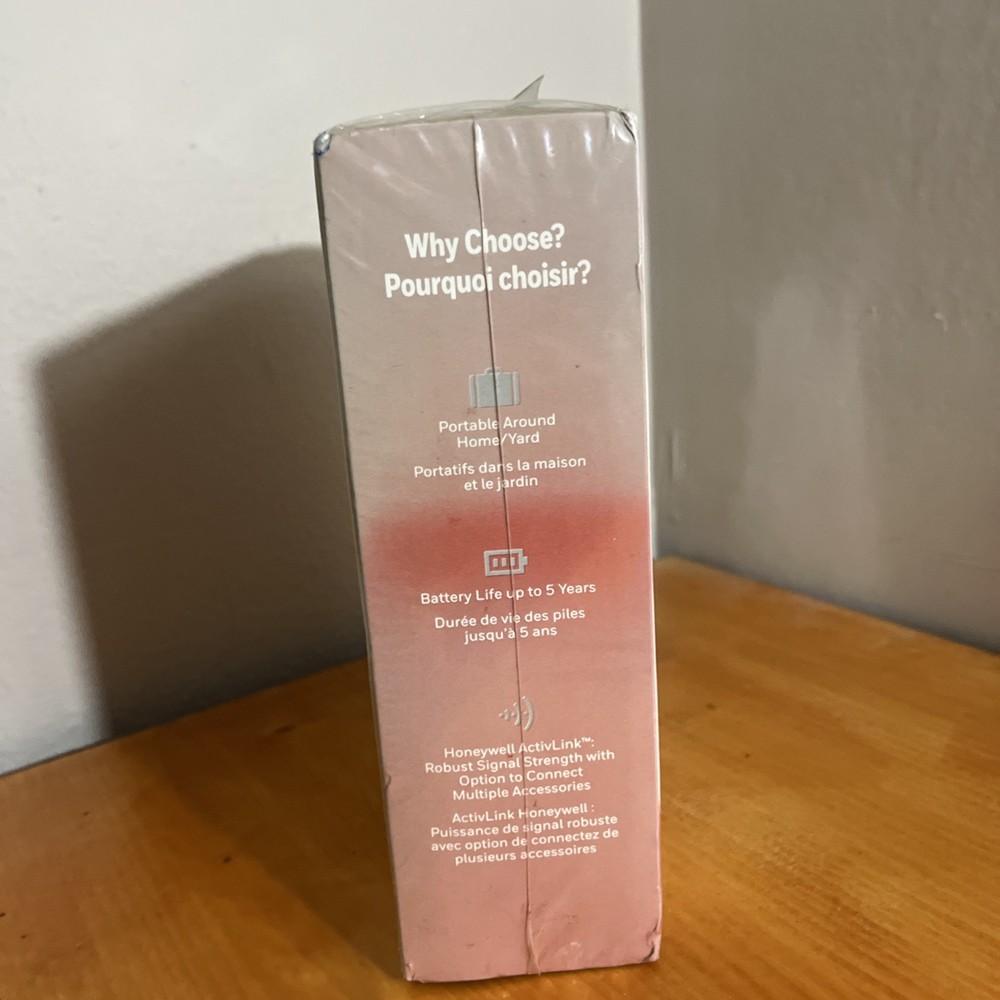 Why Choose?
Pourquoi choisir?
Portable Around
Home/Yard
Portatifs dans la maison
et le jardin
Battery Life up to 5 Years
Durée de vie des piles
jusqu'à 5 ans
Honeywell ActivLink™:
Robust Signal Strength with
Option to Connect
Multiple Accessories
ActivLink Honeywell :
Puissance de signal robuste
avec option de connectez de
plusieurs accessoires